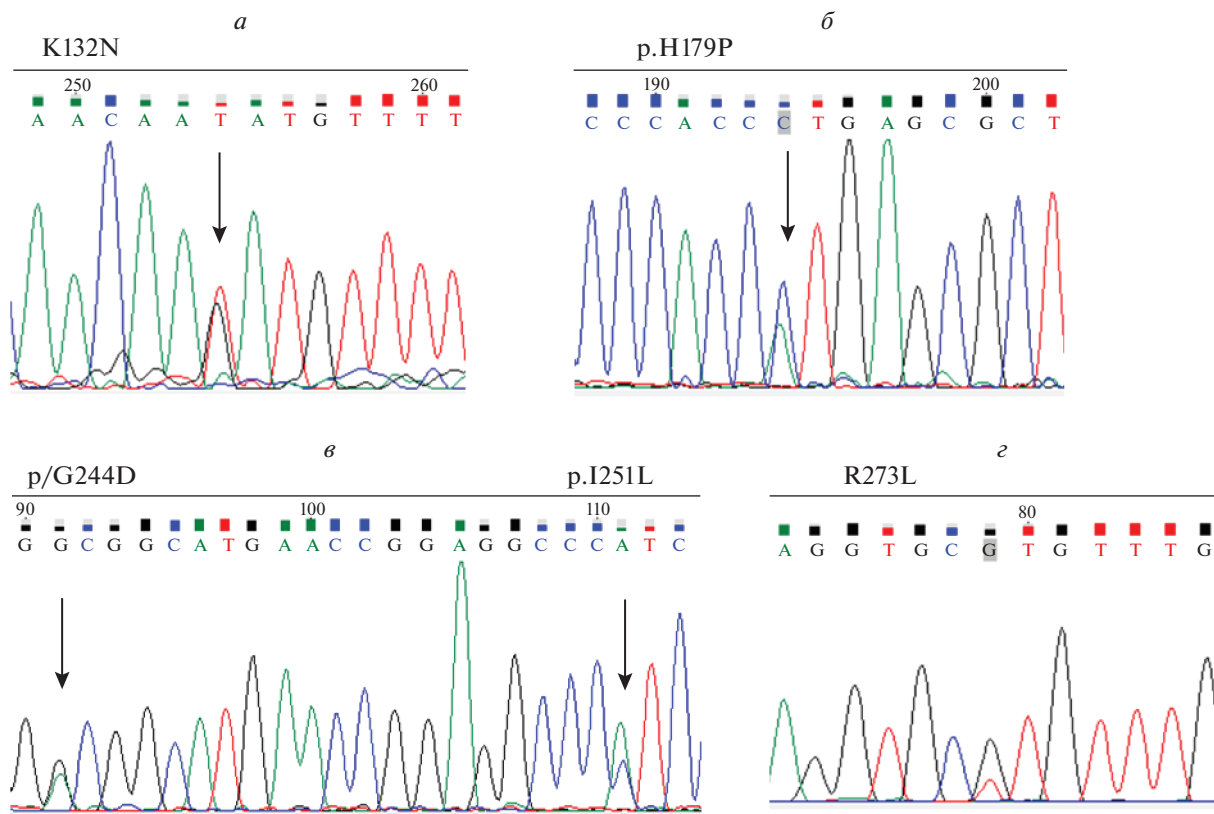 а
K132N
250 260
A A C A A T A T G T T T T
б
p.H179P
190 200
C C C A C C C T G A G C G C T
в
p/G244D p.I251L
90 100 110
G G C G G C A T G A A C C G G A G G C C C A T C
г
R273L
80
A G G T G C G T G T T T G